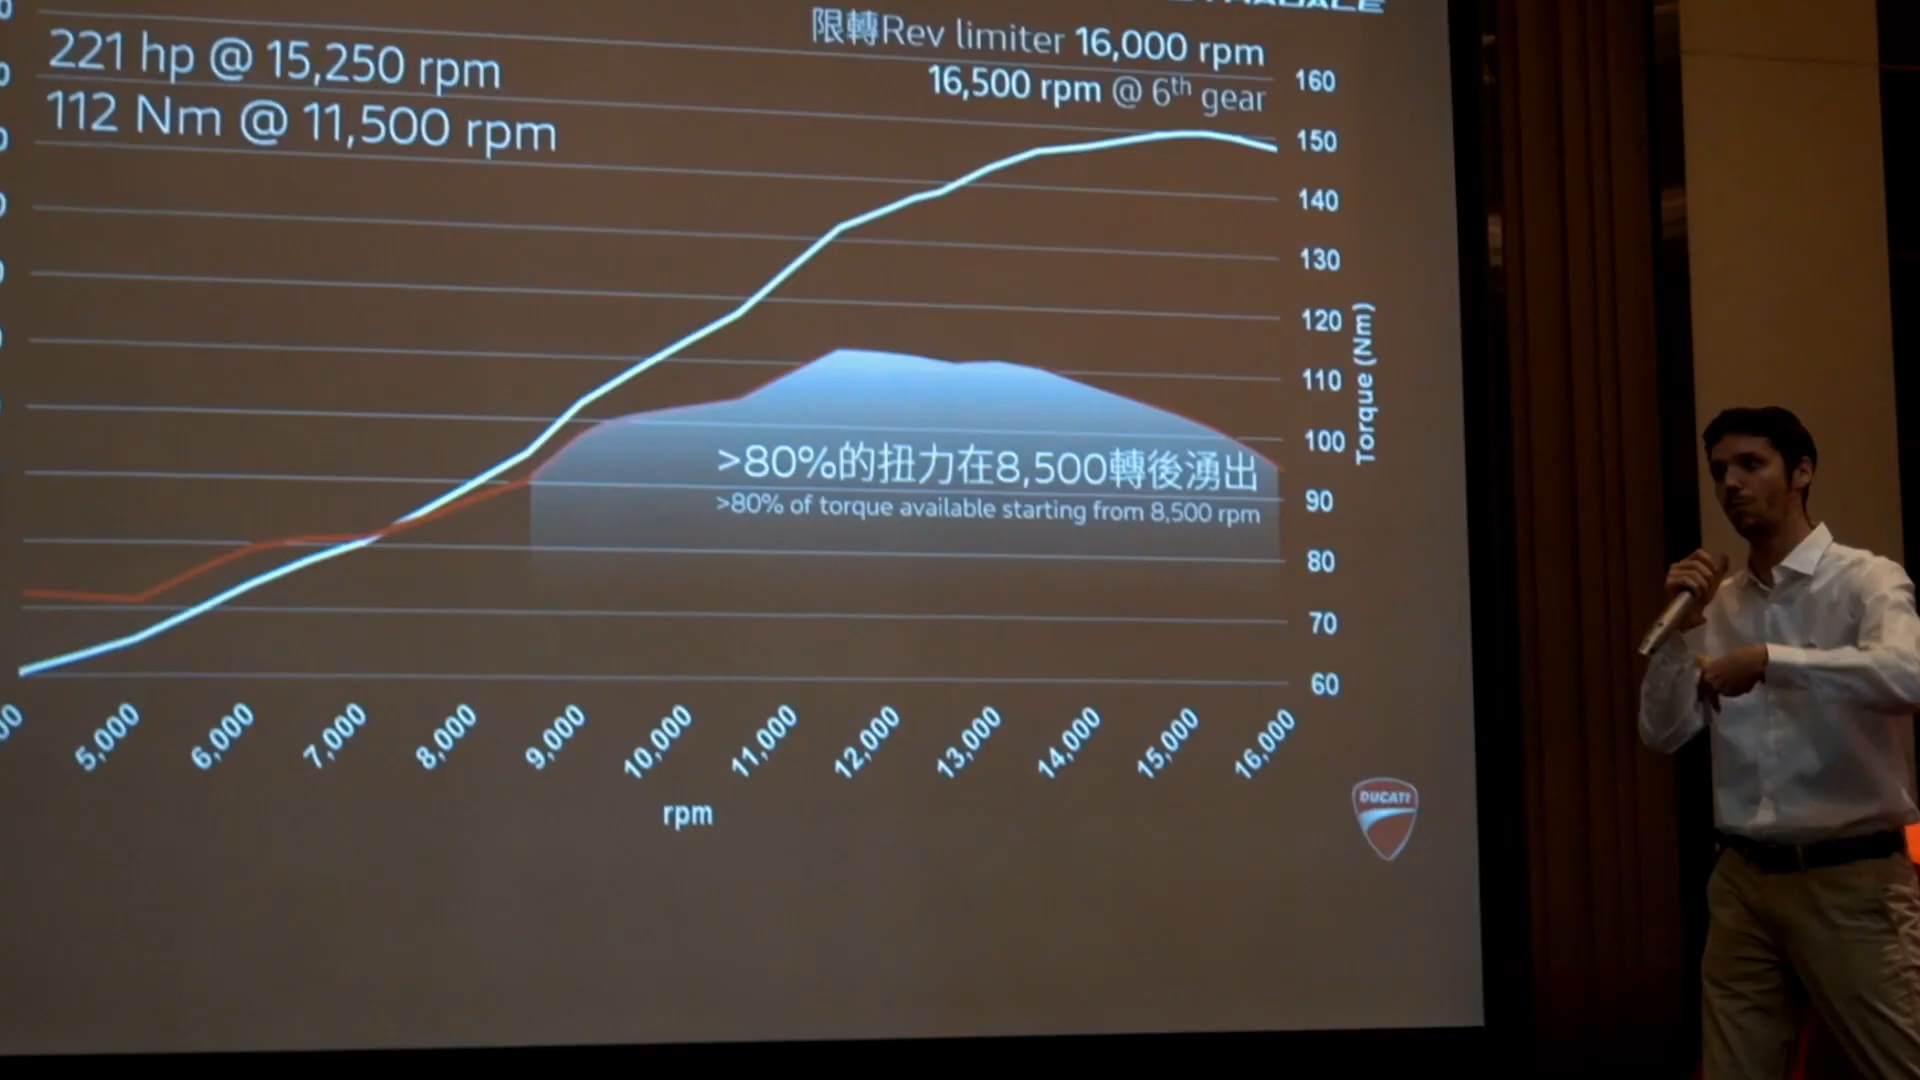 221 hp @ 15,250 rpm
112 Nm @ 11,500 rpm
限轉Rev limiter 16,000 rpm
16,500 rpm @ 6th gear
160
150
140
130
120
110
100
90
80
70
60
Torque (Nm)
>80%的扭力在8,500轉後湧出
>80% of torque available starting from 8,500 rpm
5,000
6,000
7,000
8,000
9,000
10,000
11,000
12,000
13,000
14,000
15,000
16,000
rpm
DUCATI